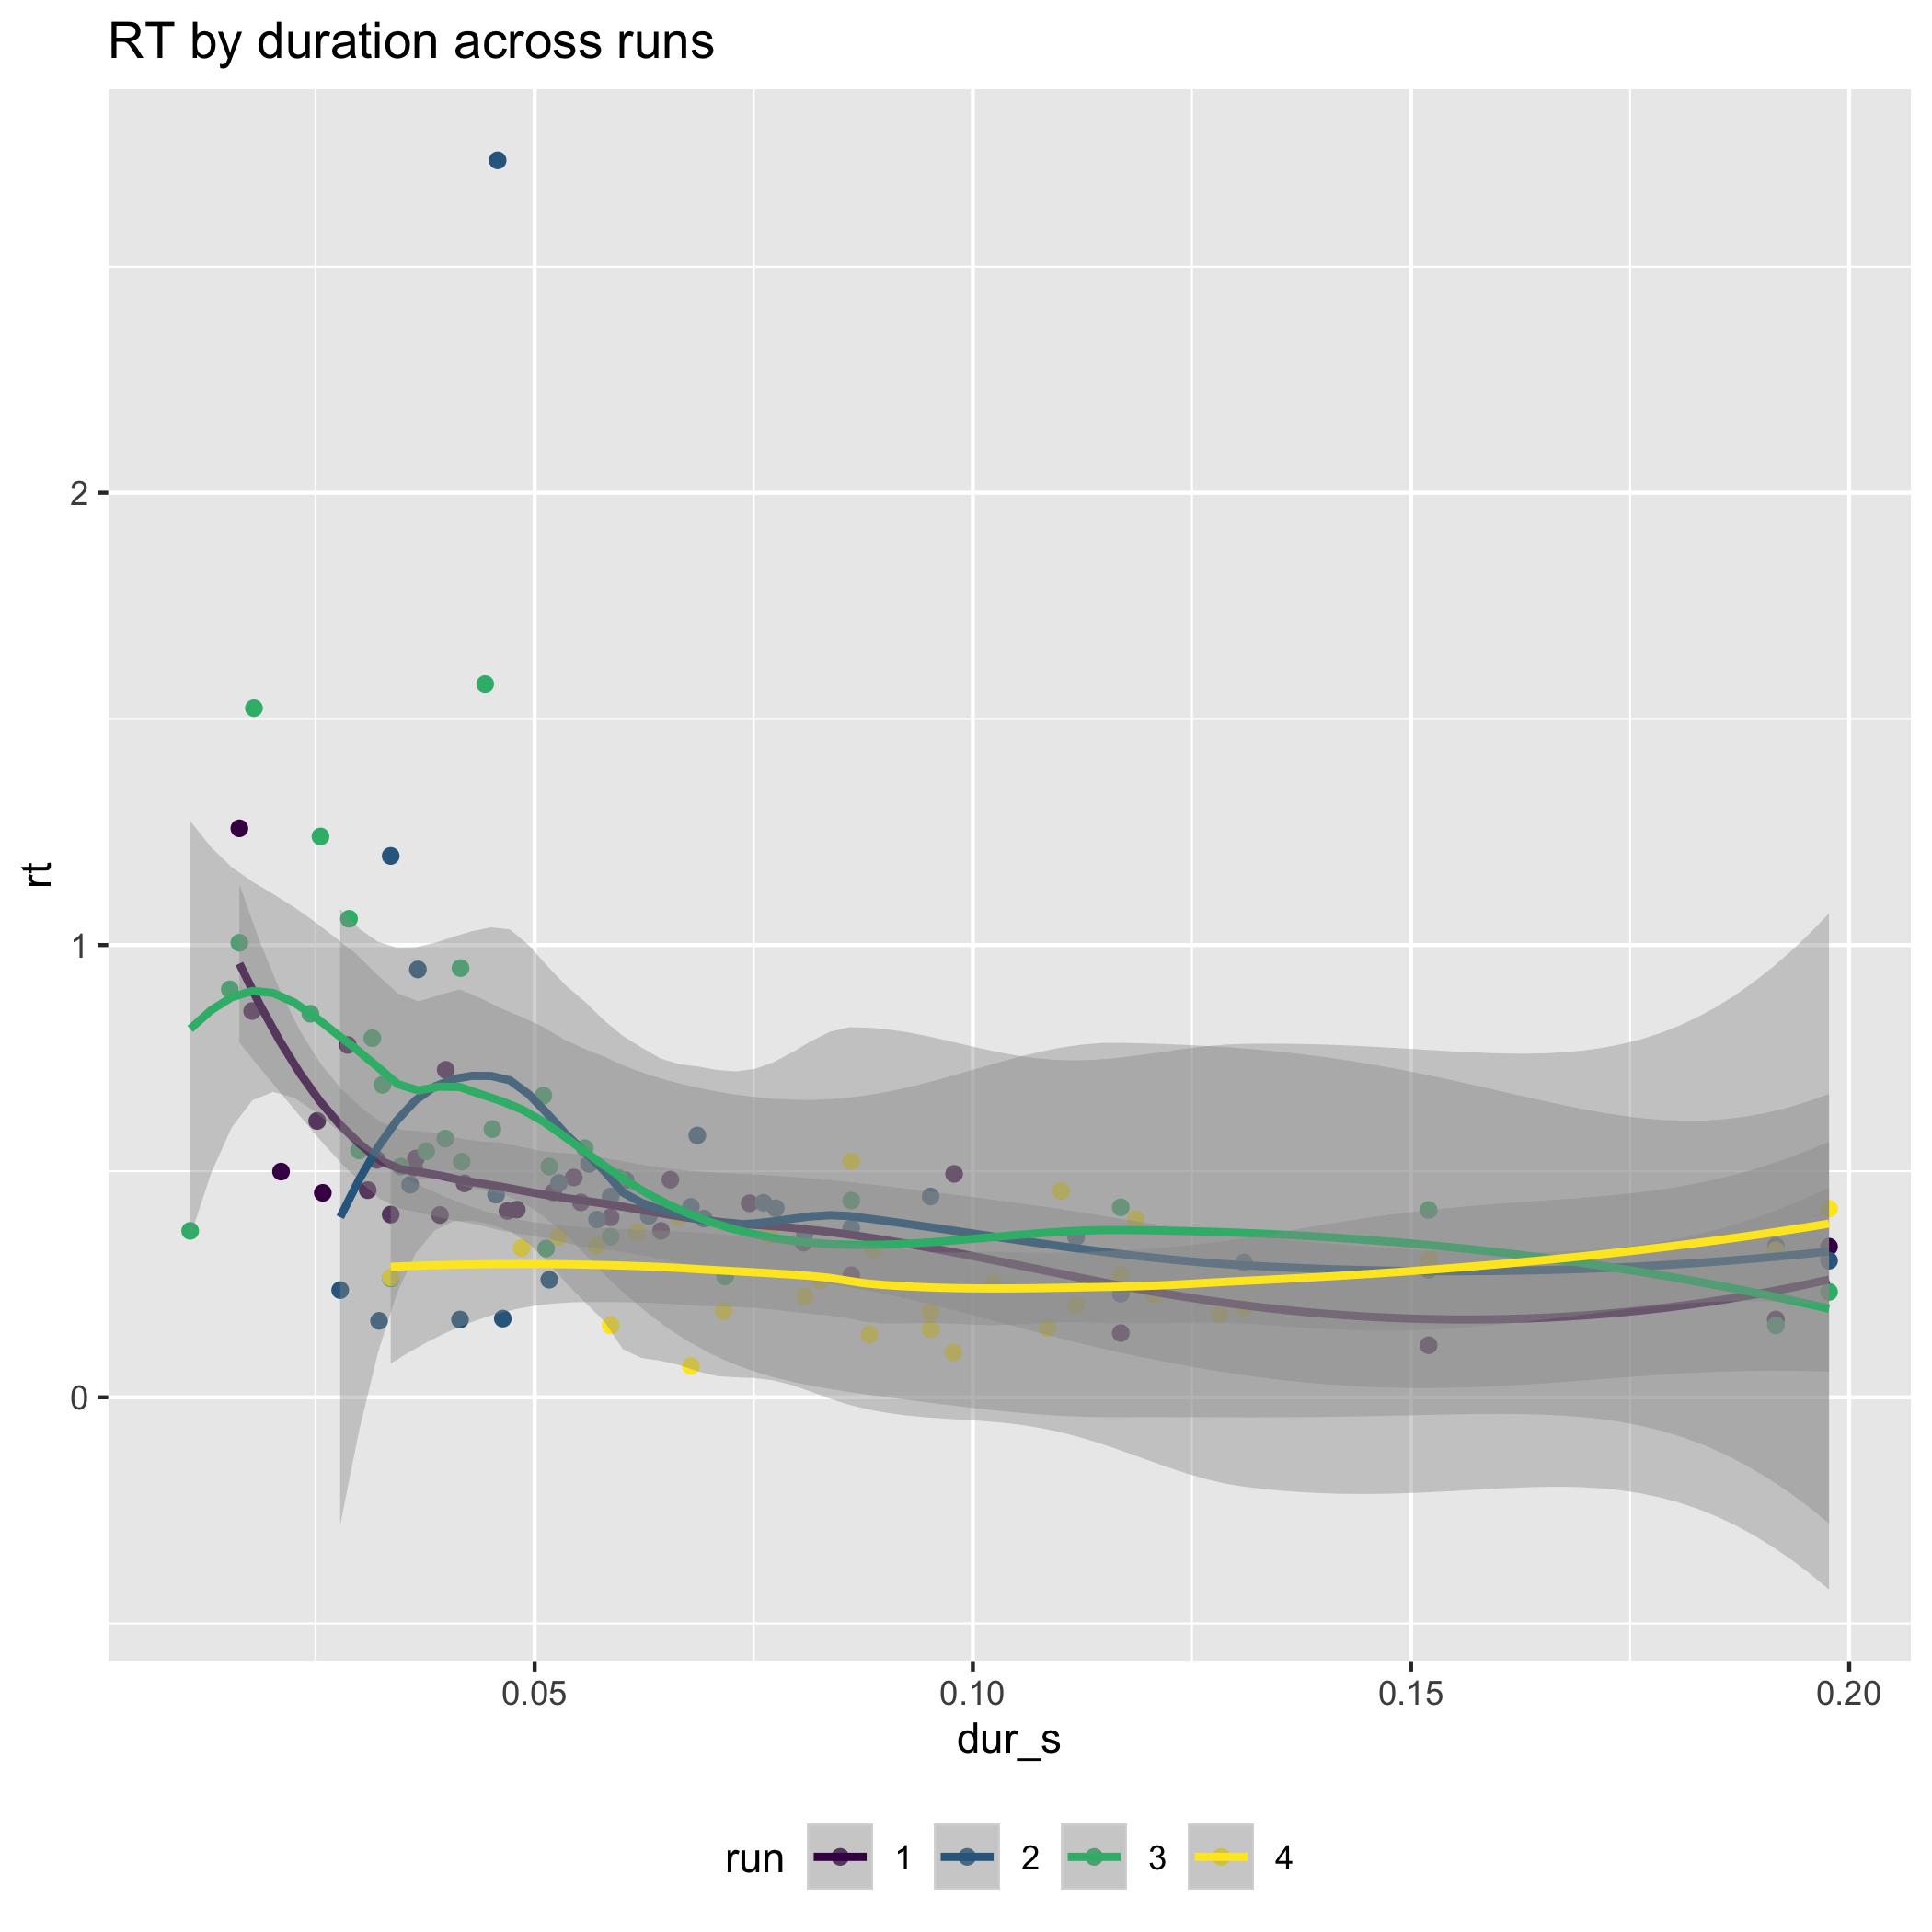 RT by duration across runs
rt
2
1
0
0.05 0.10 0.15 0.20
dur_s
run 1 2 3 4